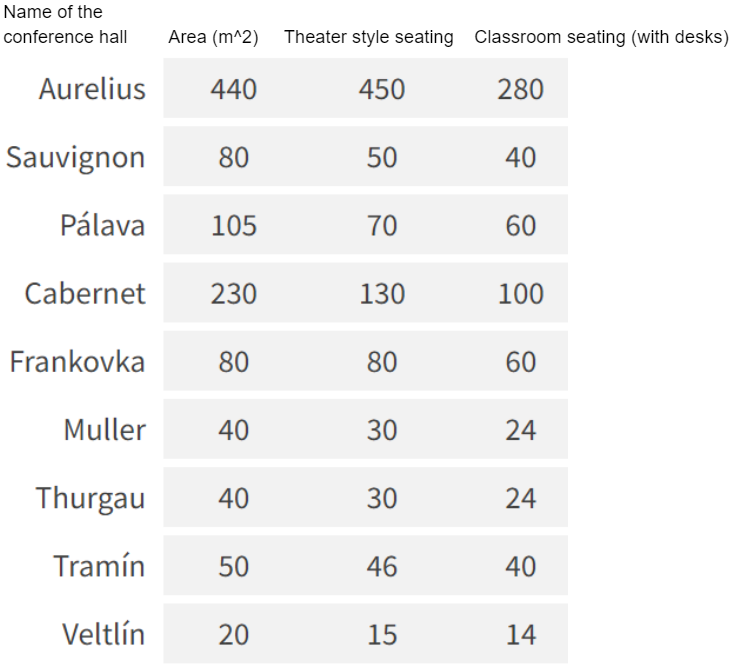 Name of the
conference hall Area (m^2) Theater style seating Classroom seating (with desks)
Aurelius 440 450 280
Sauvignon 80 50 40
Pálava 105 70 60
Cabernet 230 130 100
Frankovka 80 80 60
Muller 40 30 24
Thurgau 40 30 24
Tramín 50 46 40
Veltlín 20 15 14